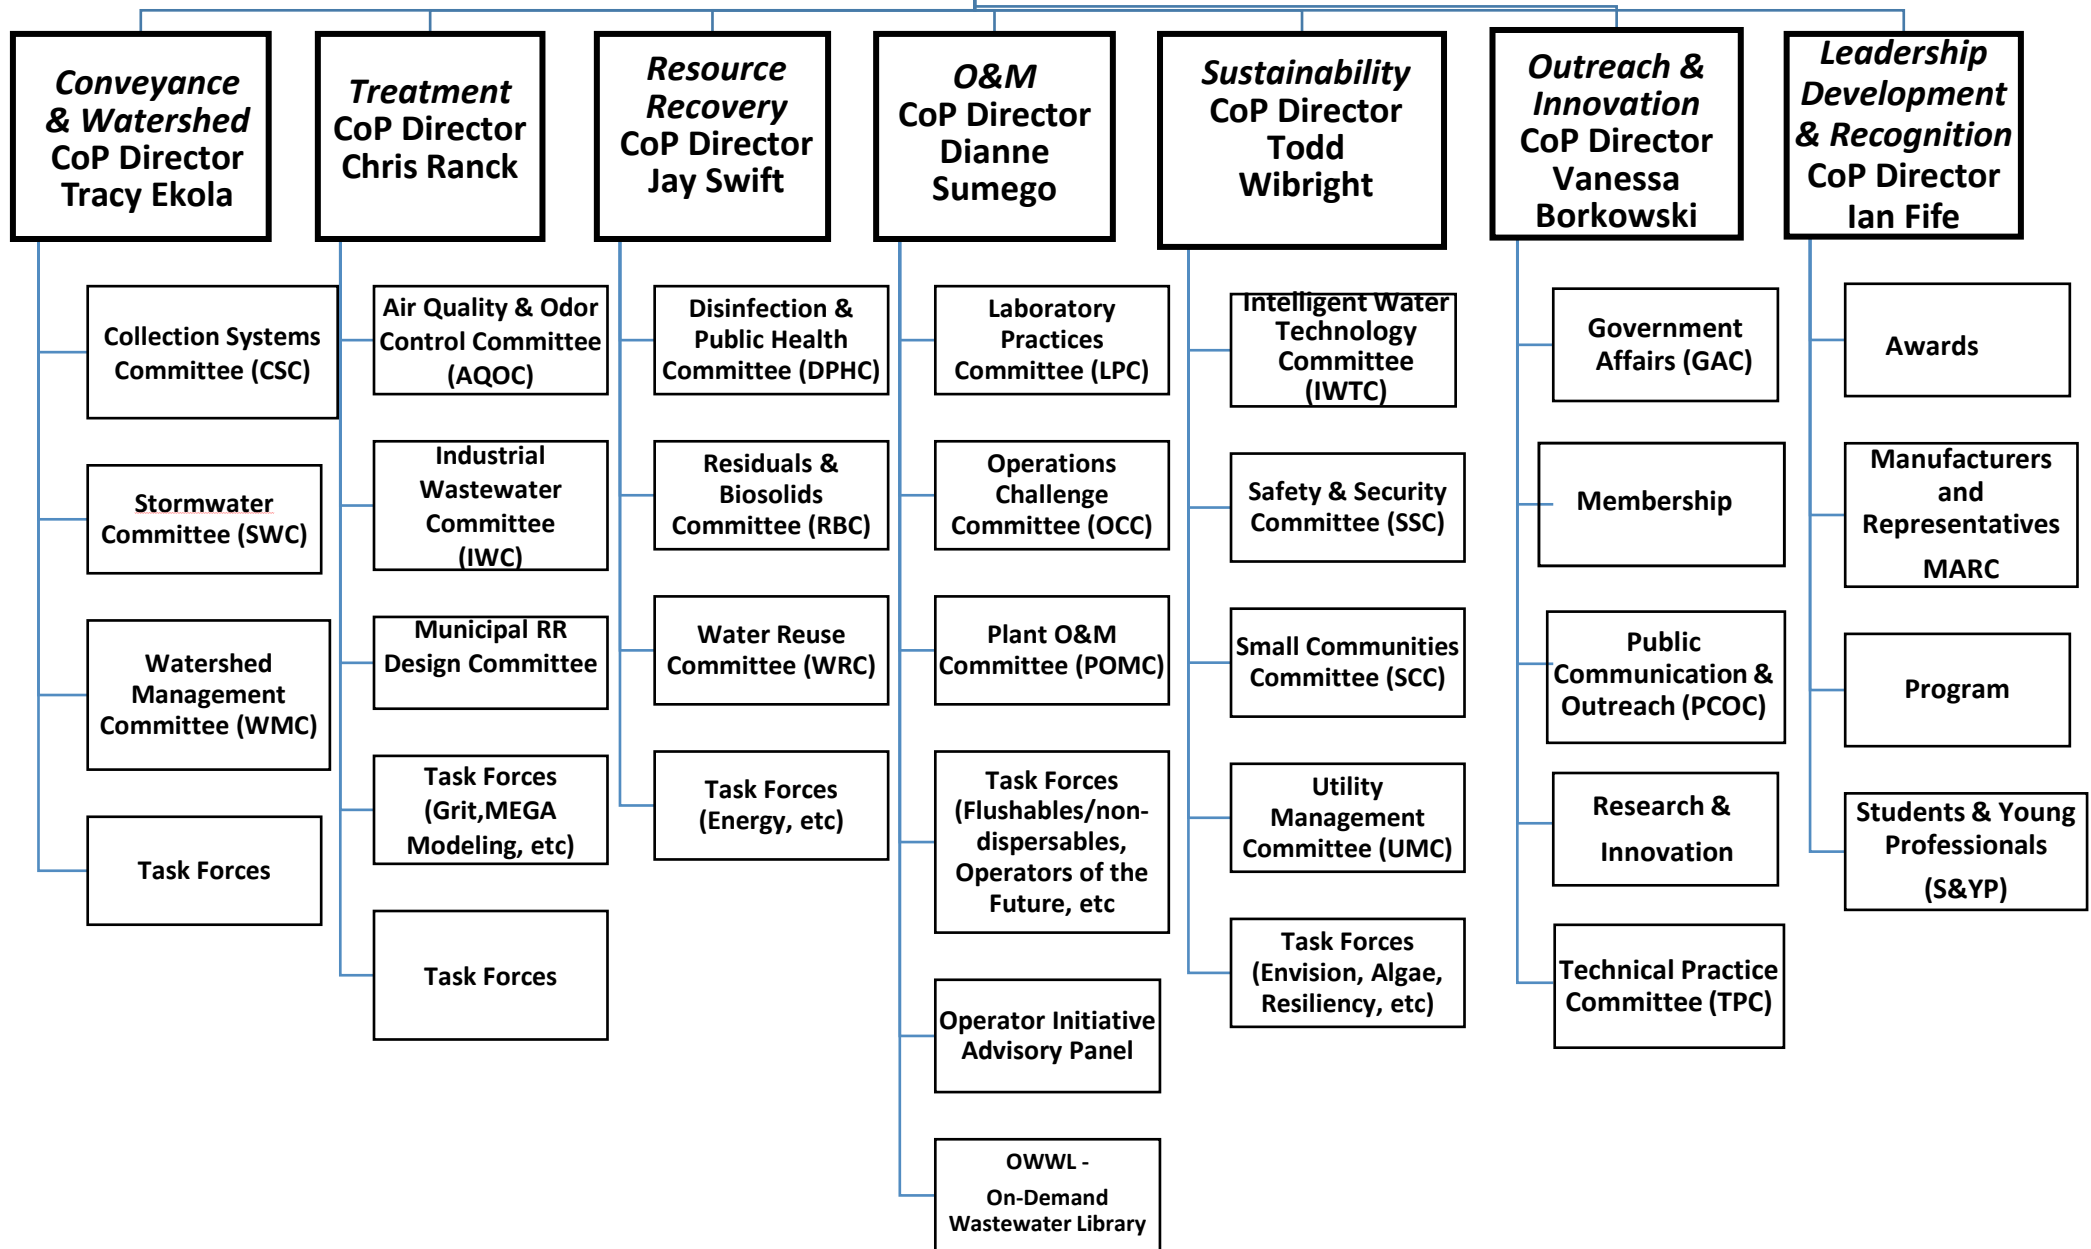 Conveyance
& Watershed
CoP Director
Tracy Ekola
Collection Systems
Committee (CSC)
Stormwater
Committee (SWC)
Watershed
Management
Committee (WMC)
Task Forces
Treatment
CoP Director
Chris Ranck
Air Quality & Odor
Control Committee
(AQOC)
Industrial
Wastewater
Committee
(IWC)
Municipal RR
Design Committee
Task Forces
(Grit,MEGA
Modeling, etc)
Task Forces
Resource
Recovery
CoP Director
Jay Swift
Disinfection &
Public Health
Committee (DPHC)
Residuals &
Biosolids
Committee (RBC)
Water Reuse
Committee (WRC)
Task Forces
(Energy, etc)
O&M
CoP Director
Dianne
Sumego
Laboratory
Practices
Committee (LPC)
Operations
Challenge
Committee (OCC)
Plant O&M
Committee (POMC)
Task Forces
(Flushables/non-
dispersables,
Operators of the
Future, etc
Operator Initiative
Advisory Panel
OWWL -
On-Demand
Wastewater Library
Sustainability
CoP Director
Todd
Wibright
Intelligent Water
Technology
Committee
(IWTC)
Safety & Security
Committee (SSC)
Small Communities
Committee (SCC)
Utility
Management
Committee (UMC)
Task Forces
(Envision, Algae,
Resiliency, etc)
Outreach &
Innovation
CoP Director
Vanessa
Borkowski
Government
Affairs (GAC)
Membership
Public
Communication &
Outreach (PCOC)
Research &
Innovation
Technical Practice
Committee (TPC)
Leadership
Development
& Recognition
CoP Director
Ian Fife
Awards
Manufacturers
and
Representatives
MARC
Program
Students & Young
Professionals
(S&YP)